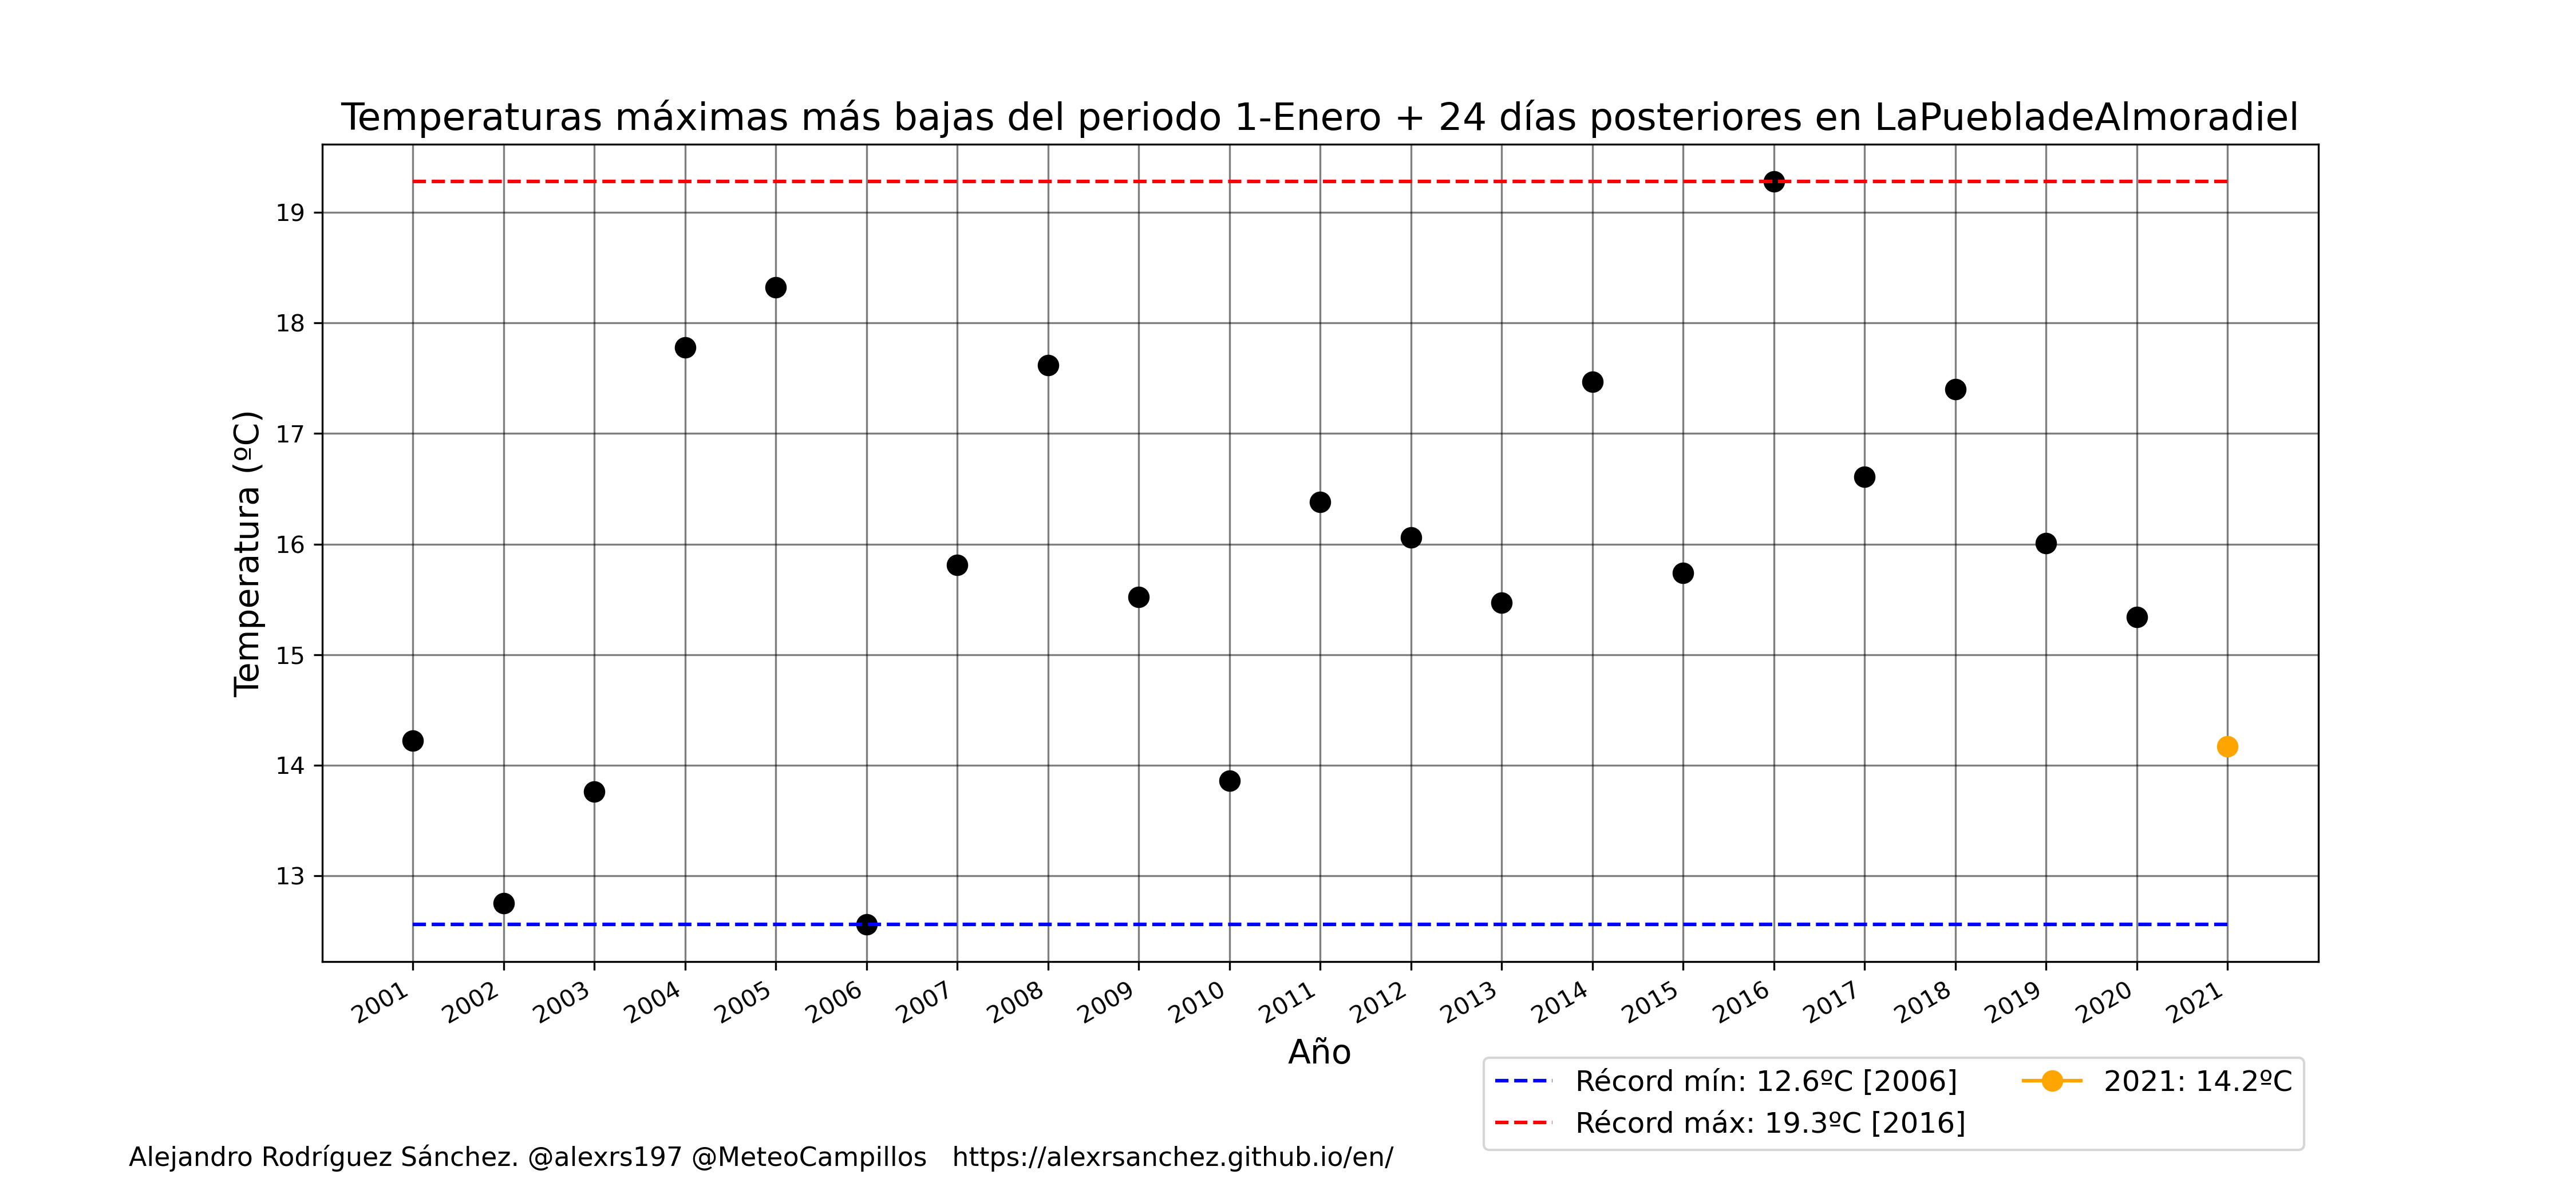 Temperaturas máximas más bajas del periodo 1-Enero + 24 días posteriores en LaPuebladeAlmoradiel
Temperatura (ºC)
19
18
17
16
15
14
13
2001 2002 2003 2004 2005 2006 2007 2008 2009 2010 2011 2012 2013 2014 2015 2016 2017 2018 2019 2020 2021
Año
Récord mín: 12.6ºC [2006]
Récord máx: 19.3ºC [2016]
2021: 14.2ºC
Alejandro Rodríguez Sánchez. @alexrs197 @MeteoCampillos https://alexrsanchez.github.io/en/